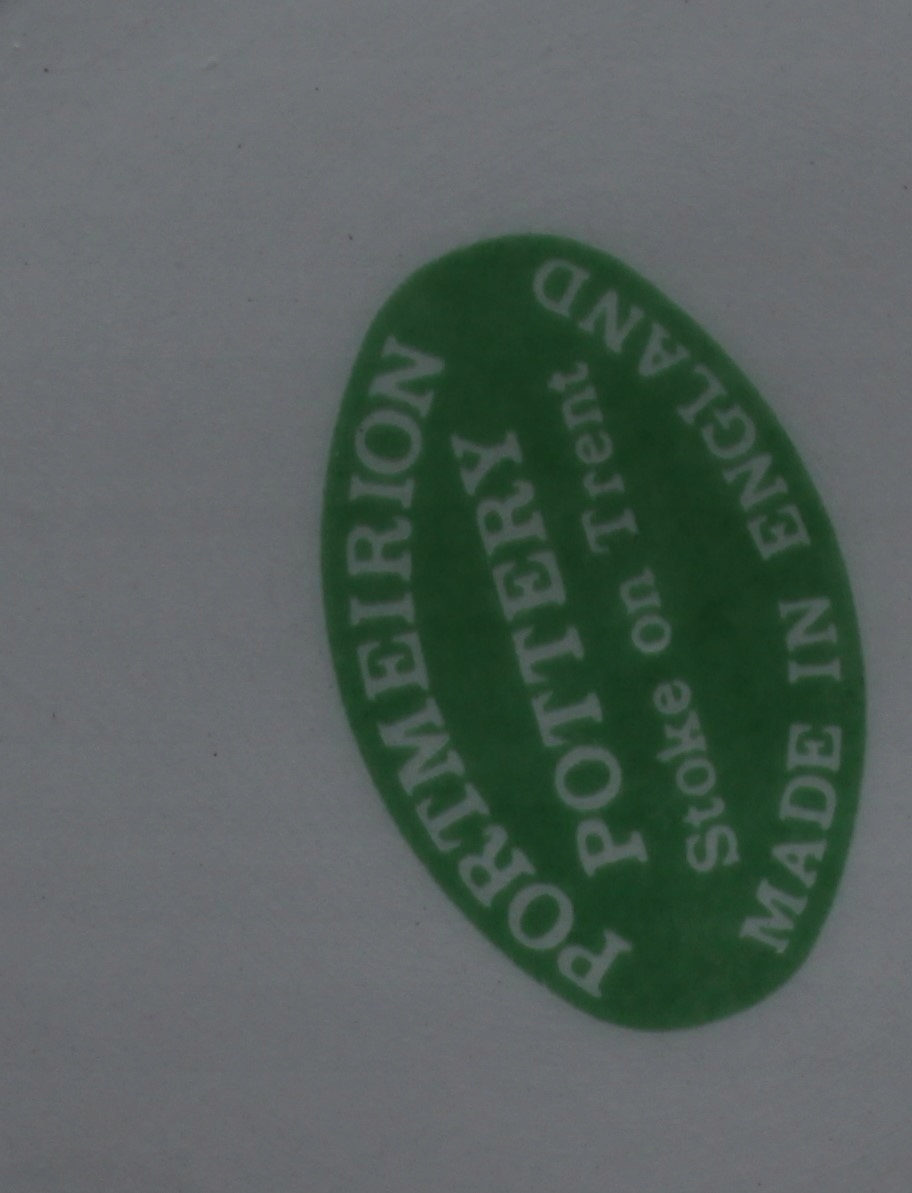 PORTMEIRION
POTTERY
Stoke on Trent
MADE IN ENGLAND